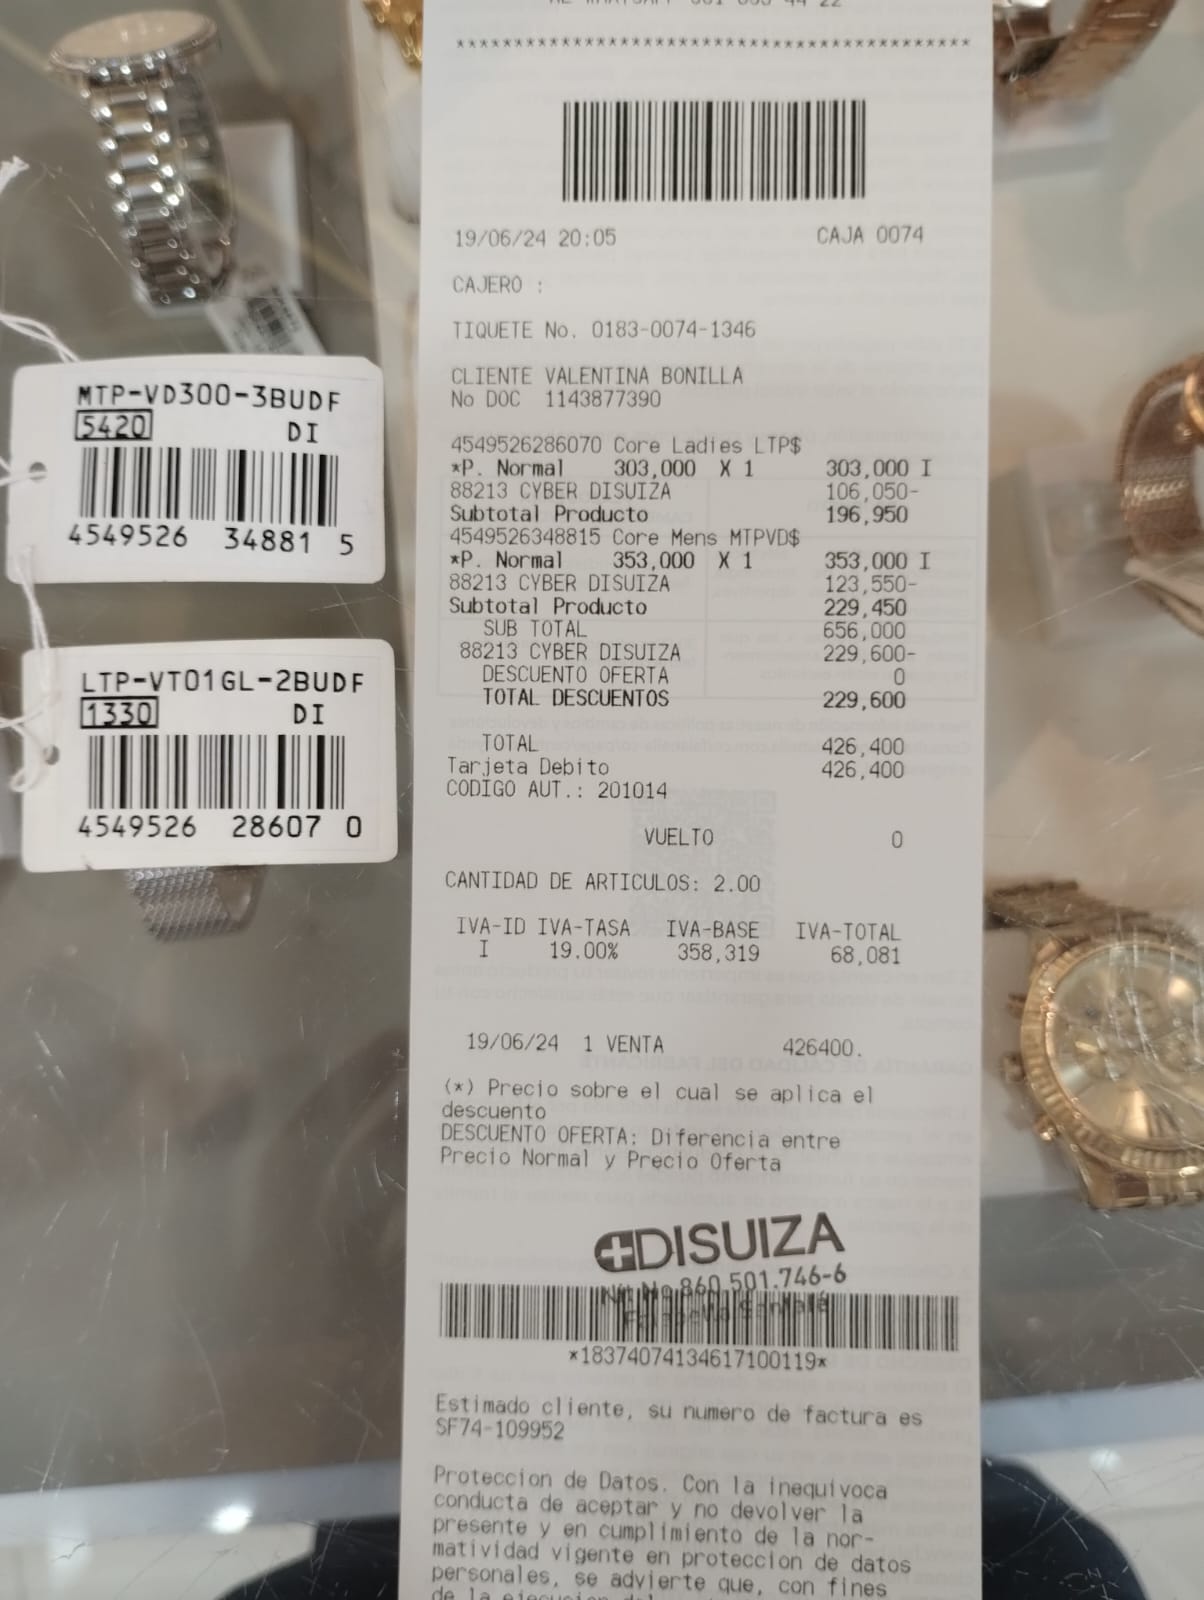 MTP-VD300-3BUDF
5420 DI
4549526 34881 5
LTP-VT01GL-2BUDF
1330 DI
4549526 28607 0
*********************************************
19/06/24 20:05 CAJA 0074
CAJERO :
TIQUETE No. 0183-0074-1346
CLIENTE VALENTINA BONILLA
No DOC 1143877390
4549526286070 Core Ladies LTP$
*P. Normal 303,000 X 1 303,000 I
88213 CYBER DISUIZA 106,050-
Subtotal Producto 196,950
4549526348815 Core Mens MTPVD$
*P. Normal 353,000 X 1 353,000 I
88213 CYBER DISUIZA 123,550-
Subtotal Producto 229,450
SUB TOTAL 656,000
88213 CYBER DISUIZA 229,600-
DESCUENTO OFERTA 0
TOTAL DESCUENTOS 229,600
TOTAL 426,400
Tarjeta Debito 426,400
CODIGO AUT.: 201014
VUELTO 0
CANTIDAD DE ARTICULOS: 2.00
IVA-ID IVA-TASA IVA-BASE IVA-TOTAL
I 19.00% 358,319 68,081
19/06/24 1 VENTA 426400.
(*) Precio sobre el cual se aplica el
descuento
DESCUENTO OFERTA: Diferencia entre
Precio Normal y Precio Oferta
DISUIZA
Nit No 860.501.746-6
*18374074134617100119*
Estimado cliente, su numero de factura es
SF74-109952
Proteccion de Datos. Con la inequivoca
conducta de aceptar y no devolver la
presente y en cumplimiento de la nor-
matividad vigente en proteccion de datos
personales, se advierte que, con fines